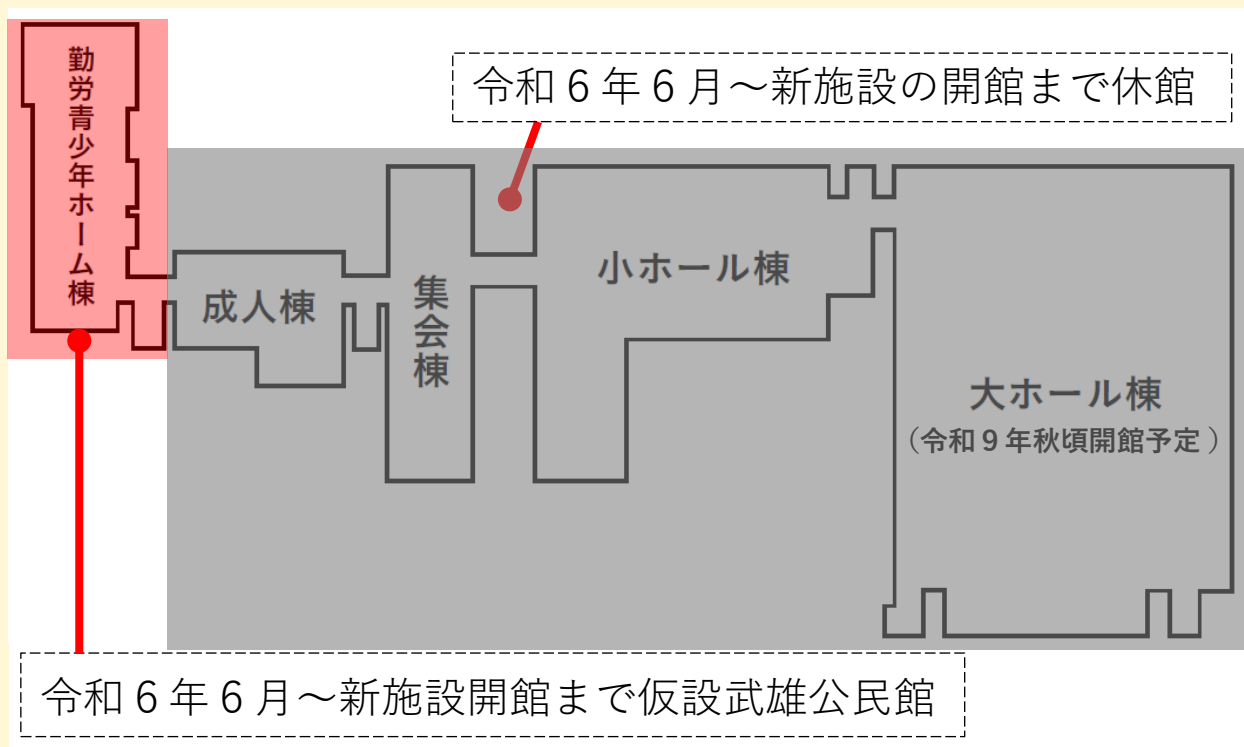 勤労青少年ホーム棟
令和６年６月～新施設の開館まで休館
成人棟
集会棟
小ホール棟
大ホール棟
（令和９年秋頃開館予定）
令和６年６月～新施設開館まで仮設武雄公民館